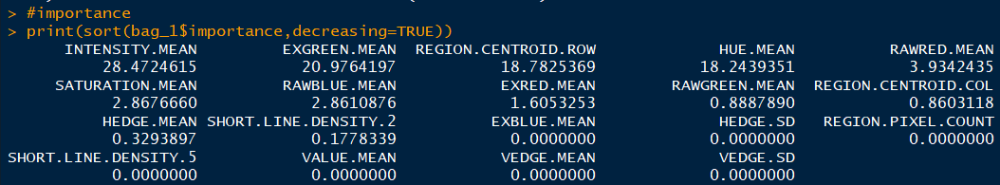 > #importance
> print(sort(bag_1$importance,decreasing=TRUE))
INTENSITY.MEAN EXGREEN.MEAN REGION.CENTROID.ROW HUE.MEAN RAWRED.MEAN
28.4724615 20.9764197 18.7825369 18.2439351 3.9342435
SATURATION.MEAN RAWBLUE.MEAN EXRED.MEAN RAWGREEN.MEAN REGION.CENTROID.COL
2.8676660 2.8610876 1.6053253 0.8887890 0.8603118
HEDGE.MEAN SHORT.LINE.DENSITY.2 EXBLUE.MEAN HEDGE.SD REGION.PIXEL.COUNT
0.3293897 0.1778339 0.0000000 0.0000000 0.0000000
SHORT.LINE.DENSITY.5 VALUE.MEAN VEDGE.MEAN VEDGE.SD
0.0000000 0.0000000 0.0000000 0.0000000